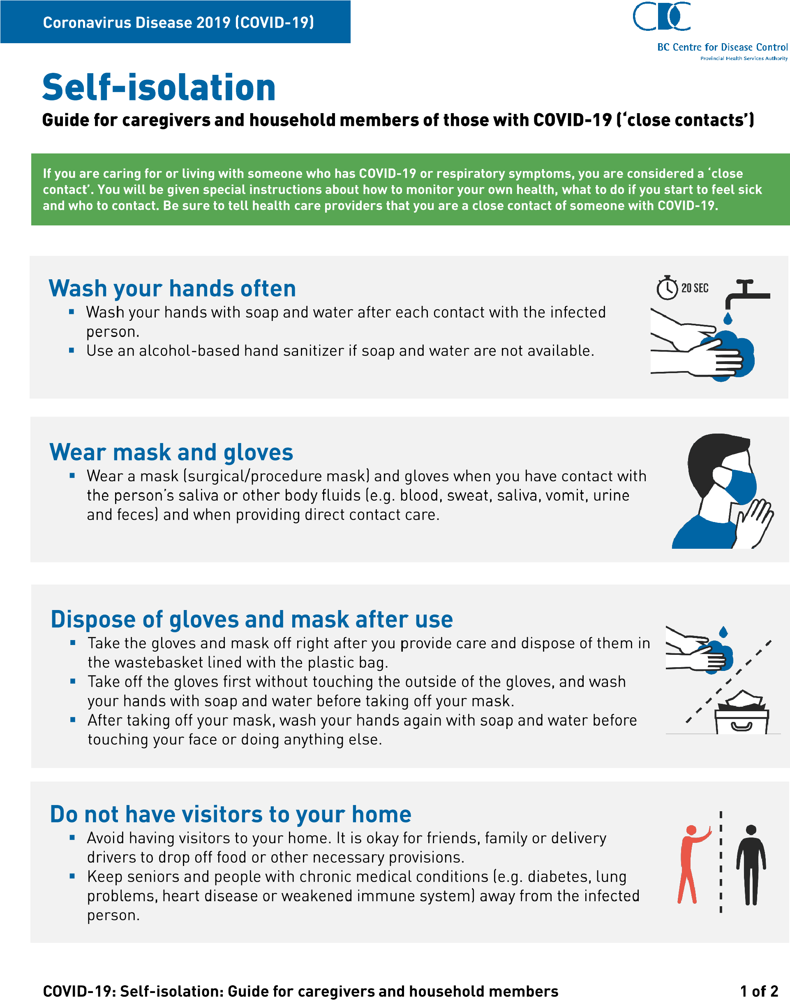 Coronavirus Disease 2019 (COVID-19)
BC Centre for Disease Control
Provincial Health Services Authority
Self-isolation
Guide for caregivers and household members of those with COVID-19 (‘close contacts’)
If you are caring for or living with someone who has COVID-19 or respiratory symptoms, you are considered a ‘close
contact’. You will be given special instructions about how to monitor your own health, what to do if you start to feel sick
and who to contact. Be sure to tell health care providers that you are a close contact of someone with COVID-19.
Wash your hands often
20 SEC
▪ Wash your hands with soap and water after each contact with the infected
person.
▪ Use an alcohol-based hand sanitizer if soap and water are not available.
Wear mask and gloves
▪ Wear a mask (surgical/procedure mask) and gloves when you have contact with
the person’s saliva or other body fluids (e.g. blood, sweat, saliva, vomit, urine
and feces) and when providing direct contact care.
Dispose of gloves and mask after use
▪ Take the gloves and mask off right after you provide care and dispose of them in
the wastebasket lined with the plastic bag.
▪ Take off the gloves first without touching the outside of the gloves, and wash
your hands with soap and water before taking off your mask.
▪ After taking off your mask, wash your hands again with soap and water before
touching your face or doing anything else.
Do not have visitors to your home
▪ Avoid having visitors to your home. It is okay for friends, family or delivery
drivers to drop off food or other necessary provisions.
▪ Keep seniors and people with chronic medical conditions (e.g. diabetes, lung
problems, heart disease or weakened immune system) away from the infected
person.
COVID-19: Self-isolation: Guide for caregivers and household members
1 of 2